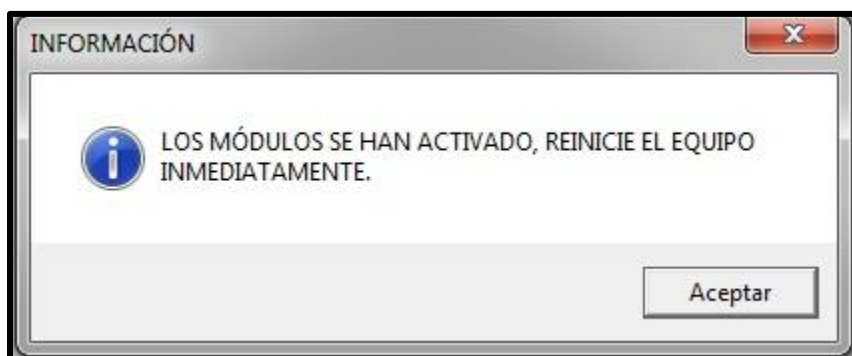 INFORMACIÓN
LOS MÓDULOS SE HAN ACTIVADO, REINICIE EL EQUIPO
INMEDIATAMENTE.
Aceptar